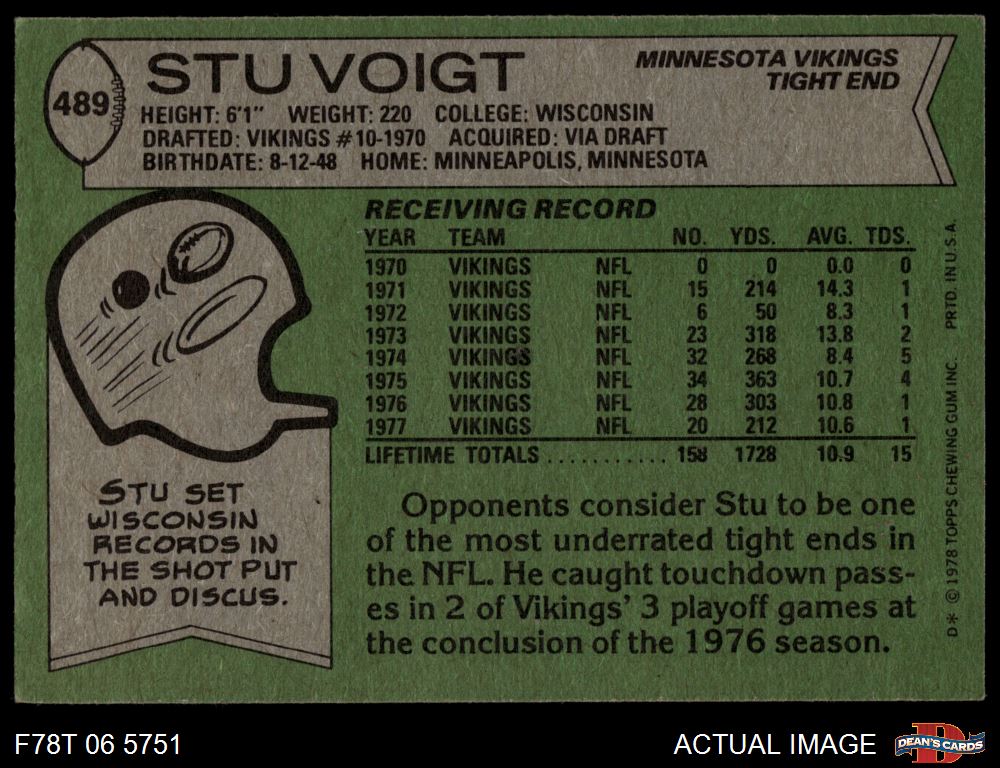 489
STU VOIGT
MINNESOTA VIKINGS
TIGHT END
HEIGHT: 6'1" WEIGHT: 220 COLLEGE: WISCONSIN
DRAFTED: VIKINGS #10-1970 ACQUIRED: VIA DRAFT
BIRTHDATE: 8-12-48 HOME: MINNEAPOLIS, MINNESOTA
RECEIVING RECORD
YEAR TEAM NO. YDS. AVG. TDS.
1970 VIKINGS NFL 0 0 0.0 0
1971 VIKINGS NFL 15 214 14.3 1
1972 VIKINGS NFL 6 50 8.3 1
1973 VIKINGS NFL 23 318 13.8 2
1974 VIKINGS NFL 32 268 8.4 5
1975 VIKINGS NFL 34 363 10.7 4
1976 VIKINGS NFL 28 303 10.8 1
1977 VIKINGS NFL 20 212 10.6 1
LIFETIME TOTALS........... 158 1728 10.9 15
STU SET
WISCONSIN
RECORDS IN
THE SHOT PUT
AND DISCUS.
Opponents consider Stu to be one
of the most underrated tight ends in
the NFL. He caught touchdown pass-
es in 2 of Vikings' 3 playoff games at
the conclusion of the 1976 season.
D* © 1978 TOPPS CHEWING GUM INC. PRTD. IN U.S.A.
F78T 06 5751
ACTUAL IMAGE
D
DEAN'S CARDS